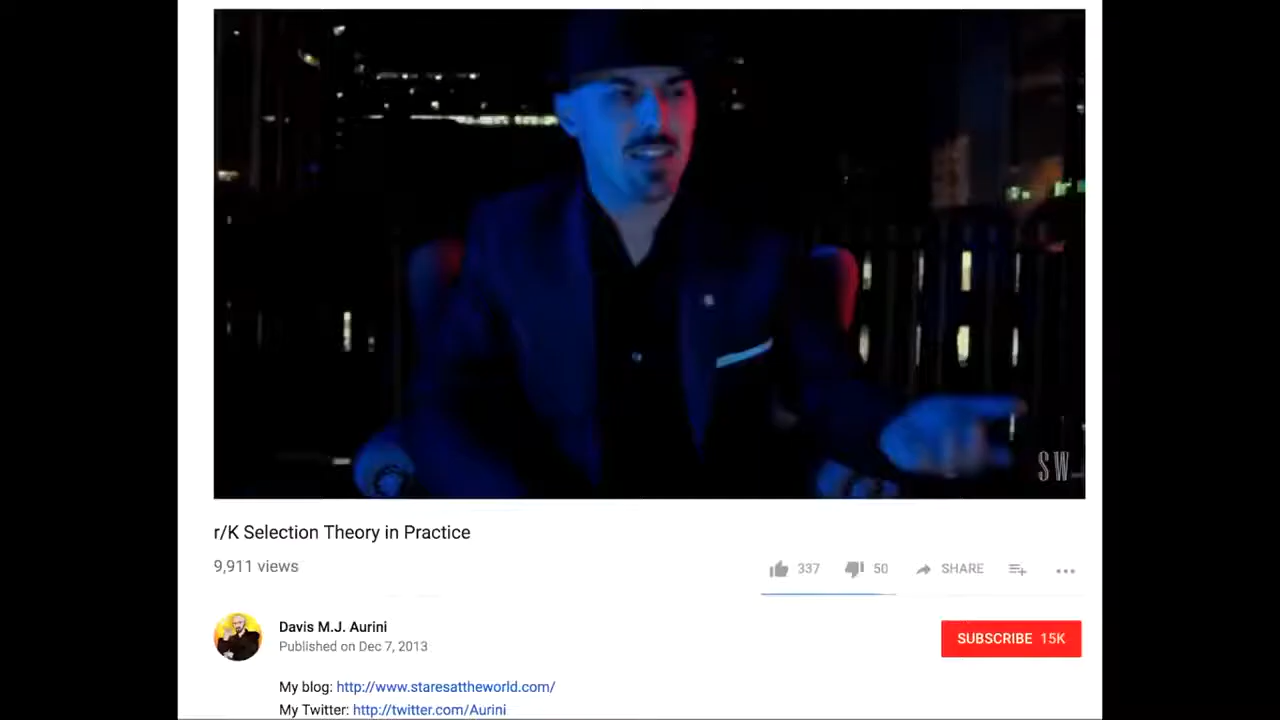 SW
r/K Selection Theory in Practice
9,911 views
337 50 SHARE
Davis M.J. Aurini
Published on Dec 7, 2013
SUBSCRIBE 15K
My blog: http://www.staresattheworld.com/
My Twitter: http://twitter.com/Aurini